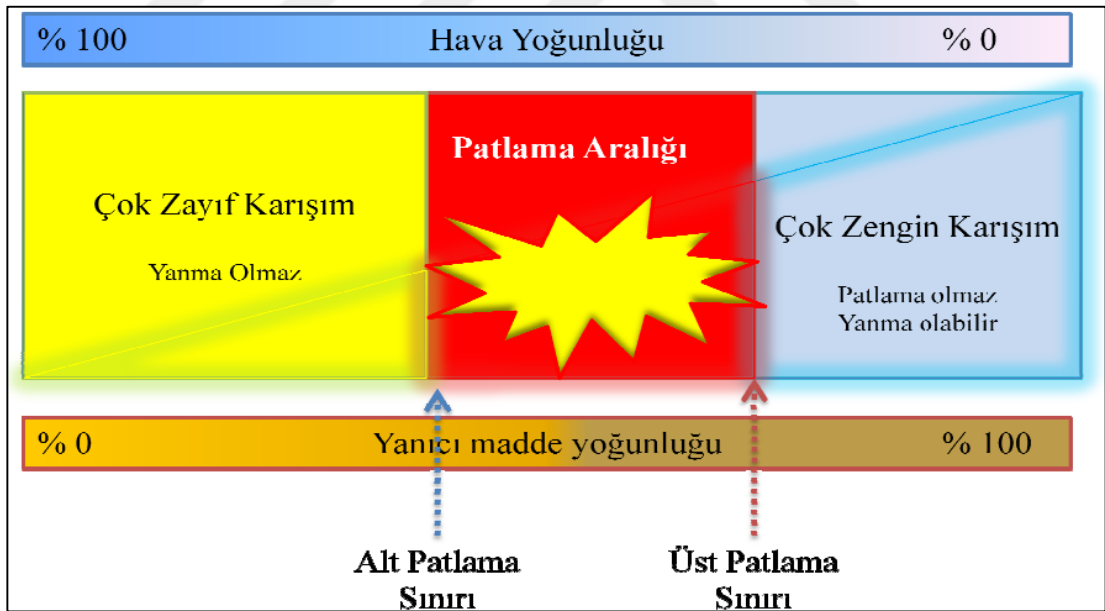 % 100 Hava Yoğunluğu % 0
Patlama Aralığı
Çok Zayıf Karışım
Yanma Olmaz
Çok Zengin Karışım
Patlama olmaz
Yanma olabilir
% 0 Yanıcı madde yoğunluğu % 100
Alt Patlama
Sınırı
Üst Patlama
Sınırı